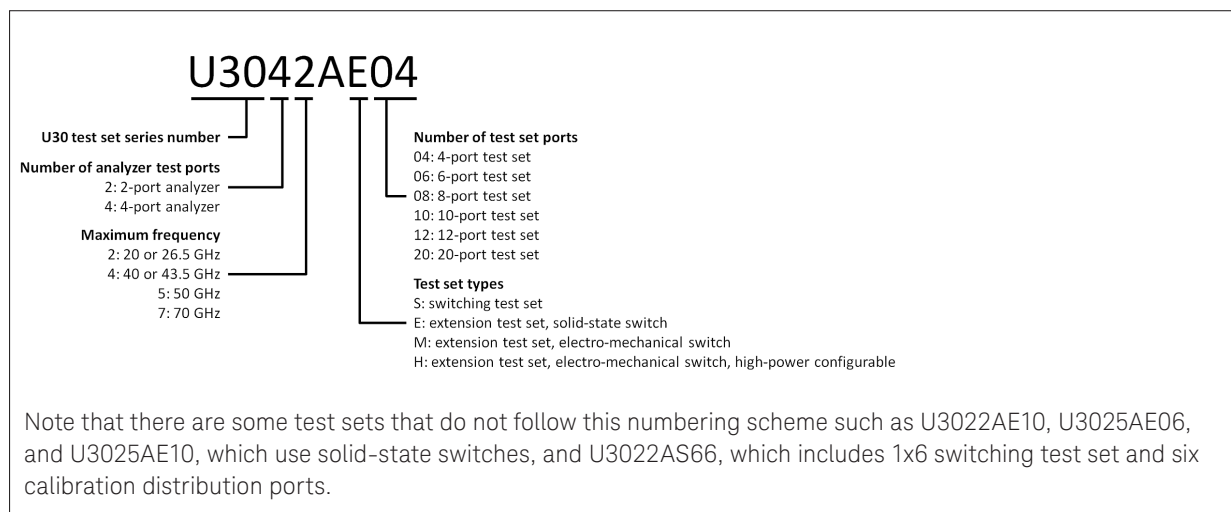 U3042AE04
U30 test set series number
Number of analyzer test ports
2: 2-port analyzer
4: 4-port analyzer
Maximum frequency
2: 20 or 26.5 GHz
4: 40 or 43.5 GHz
5: 50 GHz
7: 70 GHz
Number of test set ports
04: 4-port test set
06: 6-port test set
08: 8-port test set
10: 10-port test set
12: 12-port test set
20: 20-port test set
Test set types
S: switching test set
E: extension test set, solid-state switch
M: extension test set, electro-mechanical switch
H: extension test set, electro-mechanical switch, high-power configurable
Note that there are some test sets that do not follow this numbering scheme such as U3022AE10, U3025AE06,
and U3025AE10, which use solid-state switches, and U3022AS66, which includes 1x6 switching test set and six
calibration distribution ports.